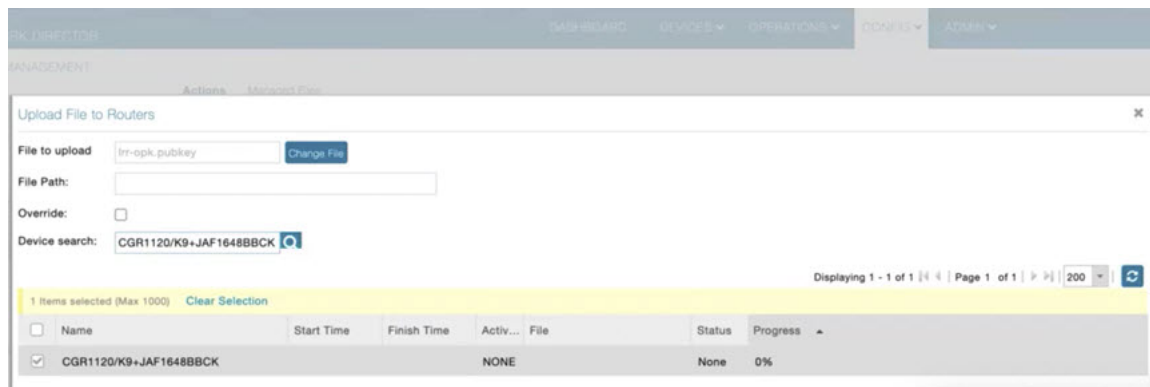 RK DIRECTOR
DASHBOARD DEVICES OPERATIONS CONFIG ADMIN
MANAGEMENT
Actions Managed Files
Upload File to Routers
File to upload lrr-opk.pubkey Change File
File Path:
Override:
Device search: CGR1120/K9+JAF1648BBCK
Displaying 1 - 1 of 1 | Page 1 of 1 | 200
1 Items selected (Max 1000) Clear Selection
Name Start Time Finish Time Activ... File Status Progress
CGR1120/K9+JAF1648BBCK NONE None 0%